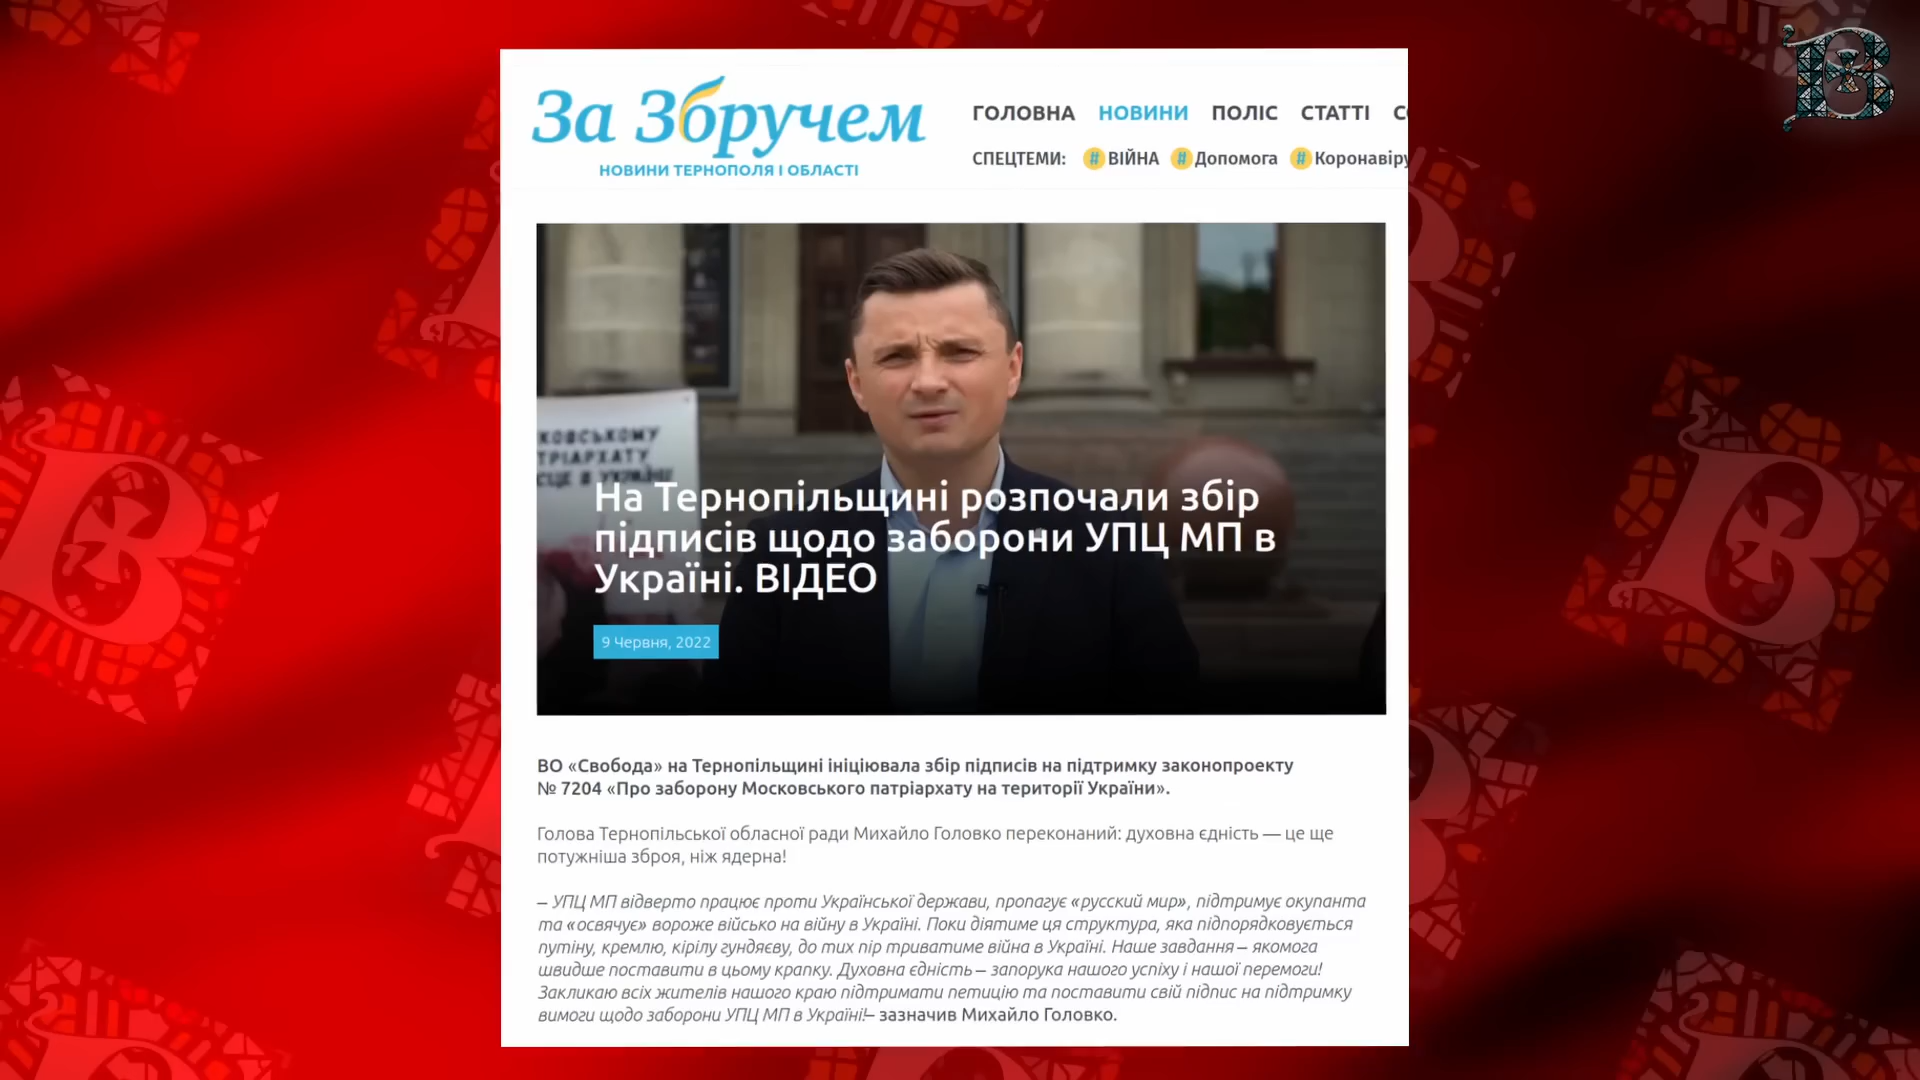 За Збручем
НОВИНИ ТЕРНОПОЛЯ І ОБЛАСТІ
ГОЛОВНА НОВИНИ ПОЛІС СТАТТІ
СПЕЦТЕМИ: # ВІЙНА # Допомога # Коронавіру
КОВСЬКОМУ
ТРІАРХАТУ
СЦЕ В УКРАЇНІ
На Тернопільщині розпочали збір
підписів щодо заборони УПЦ МП в
Україні. ВІДЕО
9 Червня, 2022
ВО «Свобода» на Тернопільщині ініціювала збір підписів на підтримку законопроекту
№ 7204 «Про заборону Московського патріархату на території України».
Голова Тернопільської обласної ради Михайло Головко переконаний: духовна єдність — це ще
потужніша зброя, ніж ядерна!
– УПЦ МП відверто працює проти Української держави, пропагує «русский мир», підтримує окупанта
та «освячує» вороже військо на війну в Україні. Поки діятиме ця структура, яка підпорядковується
путіну, кремлю, кірілу гундяєву, до тих пір триватиме війна в Україні. Наше завдання – якомога
швидше поставити в цьому крапку. Духовна єдність – запорука нашого успіху і нашої перемоги!
Закликаю всіх жителів нашого краю підтримати петицію та поставити свій підпис на підтримку
вимоги щодо заборони УПЦ МП в Україні!– зазначив Михайло Головко.